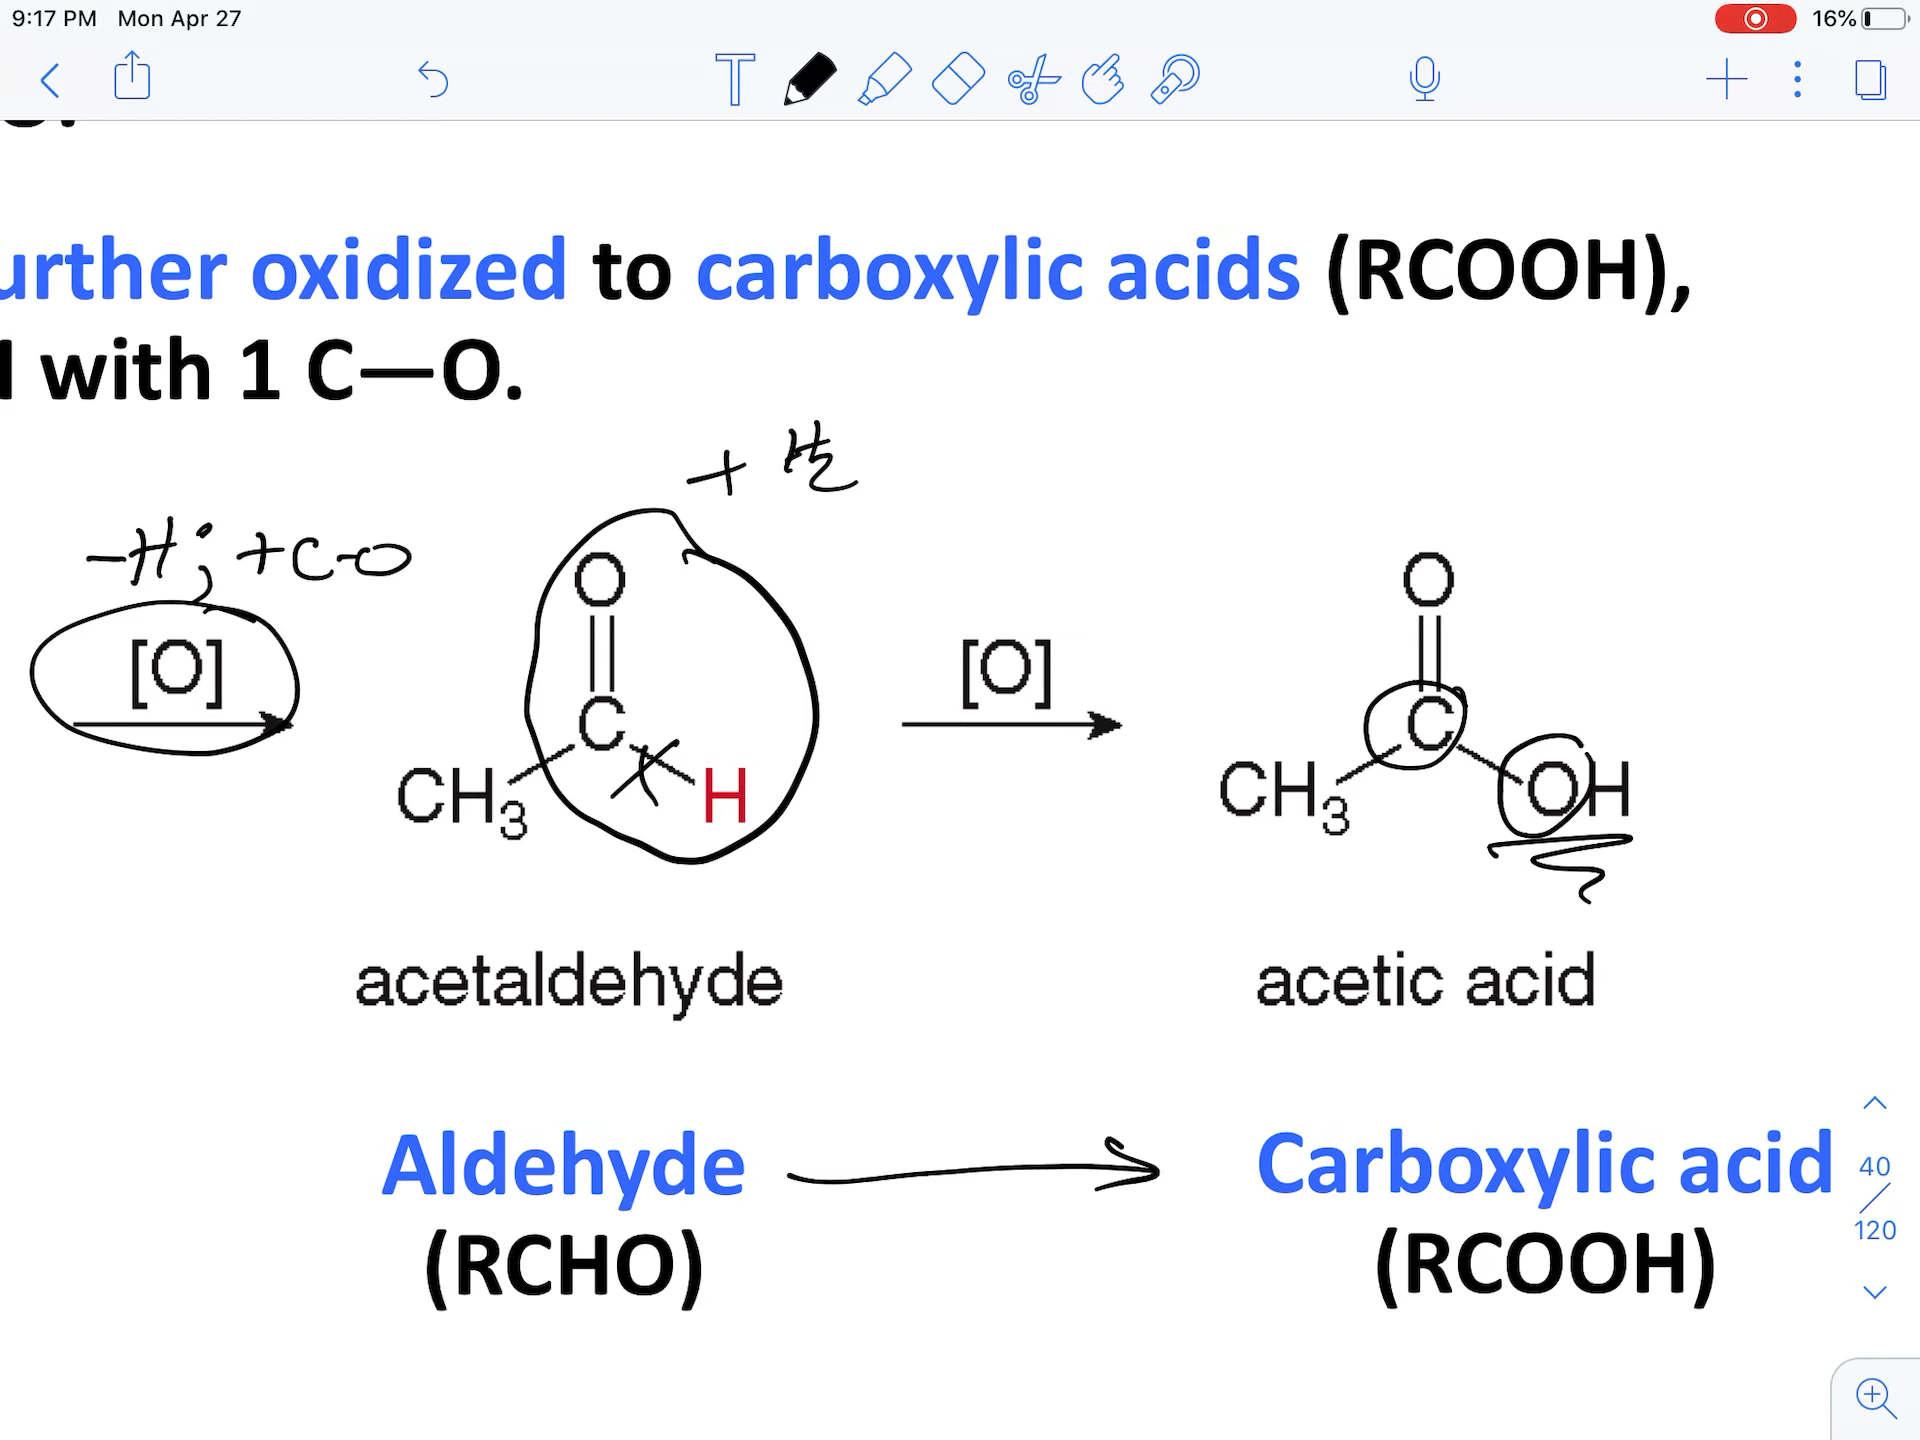 9:17 PM Mon Apr 27
16%
urther oxidized to carboxylic acids (RCOOH),
with 1 C—O.
+ H2
-H; +C-O
[O]
O
C
CH3
H
[O]
O
C
CH3
OH
acetaldehyde
acetic acid
Aldehyde
Carboxylic acid
(RCHO)
(RCOOH)
40
120